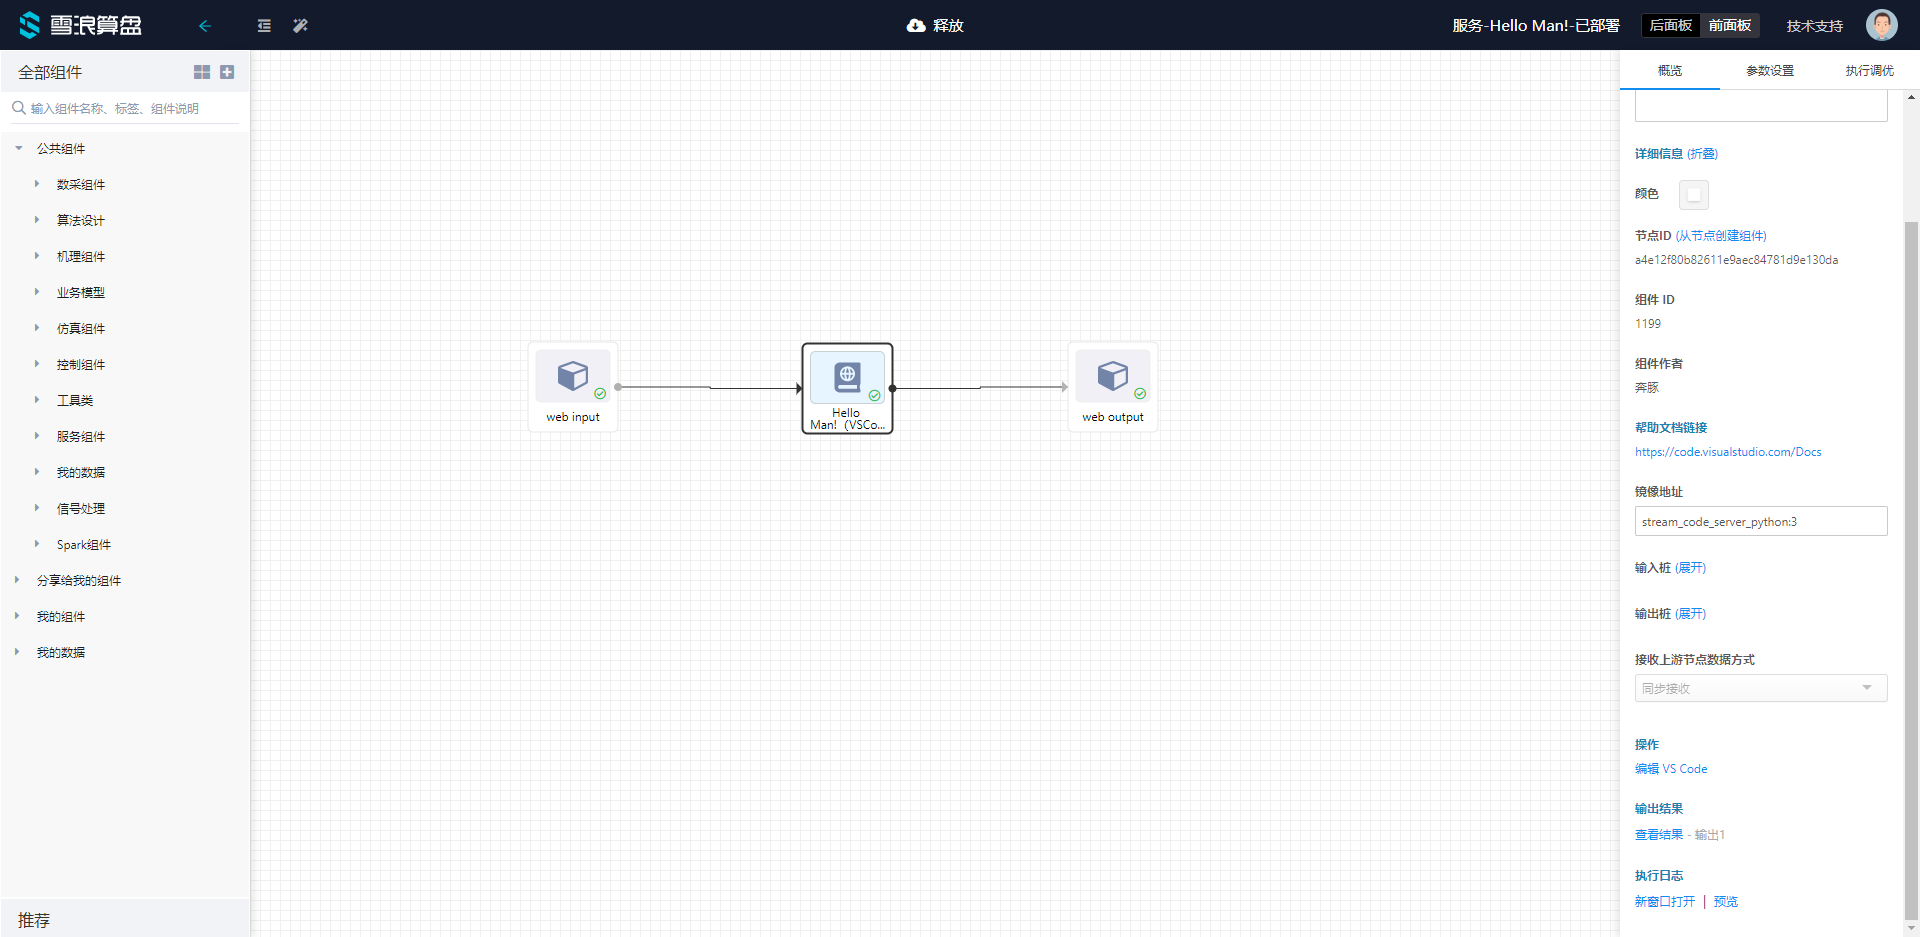 雪浪算盘
释放
服务-Hello Man!-已部署
后面板
前面板
技术支持
全部组件
输入组件名称、标签、组件说明
公共组件
数采组件
算法设计
机理组件
业务模型
仿真组件
控制组件
工具类
服务组件
我的数据
信号处理
Spark组件
分享给我的组件
我的组件
我的数据
推荐
web input
Hello
Man!（VSCo...
web output
概览
参数设置
执行调优
详细信息 (折叠)
颜色
节点ID (从节点创建组件)
a4e12f80b82611e9aec84781d9e130da
组件 ID
1199
组件作者
奔豚
帮助文档链接
https://code.visualstudio.com/Docs
镜像地址
stream_code_server_python:3
输入桩 (展开)
输出桩 (展开)
接收上游节点数据方式
同步接收
操作
编辑 VS Code
输出结果
查看结果 - 输出1
执行日志
新窗口打开 | 预览